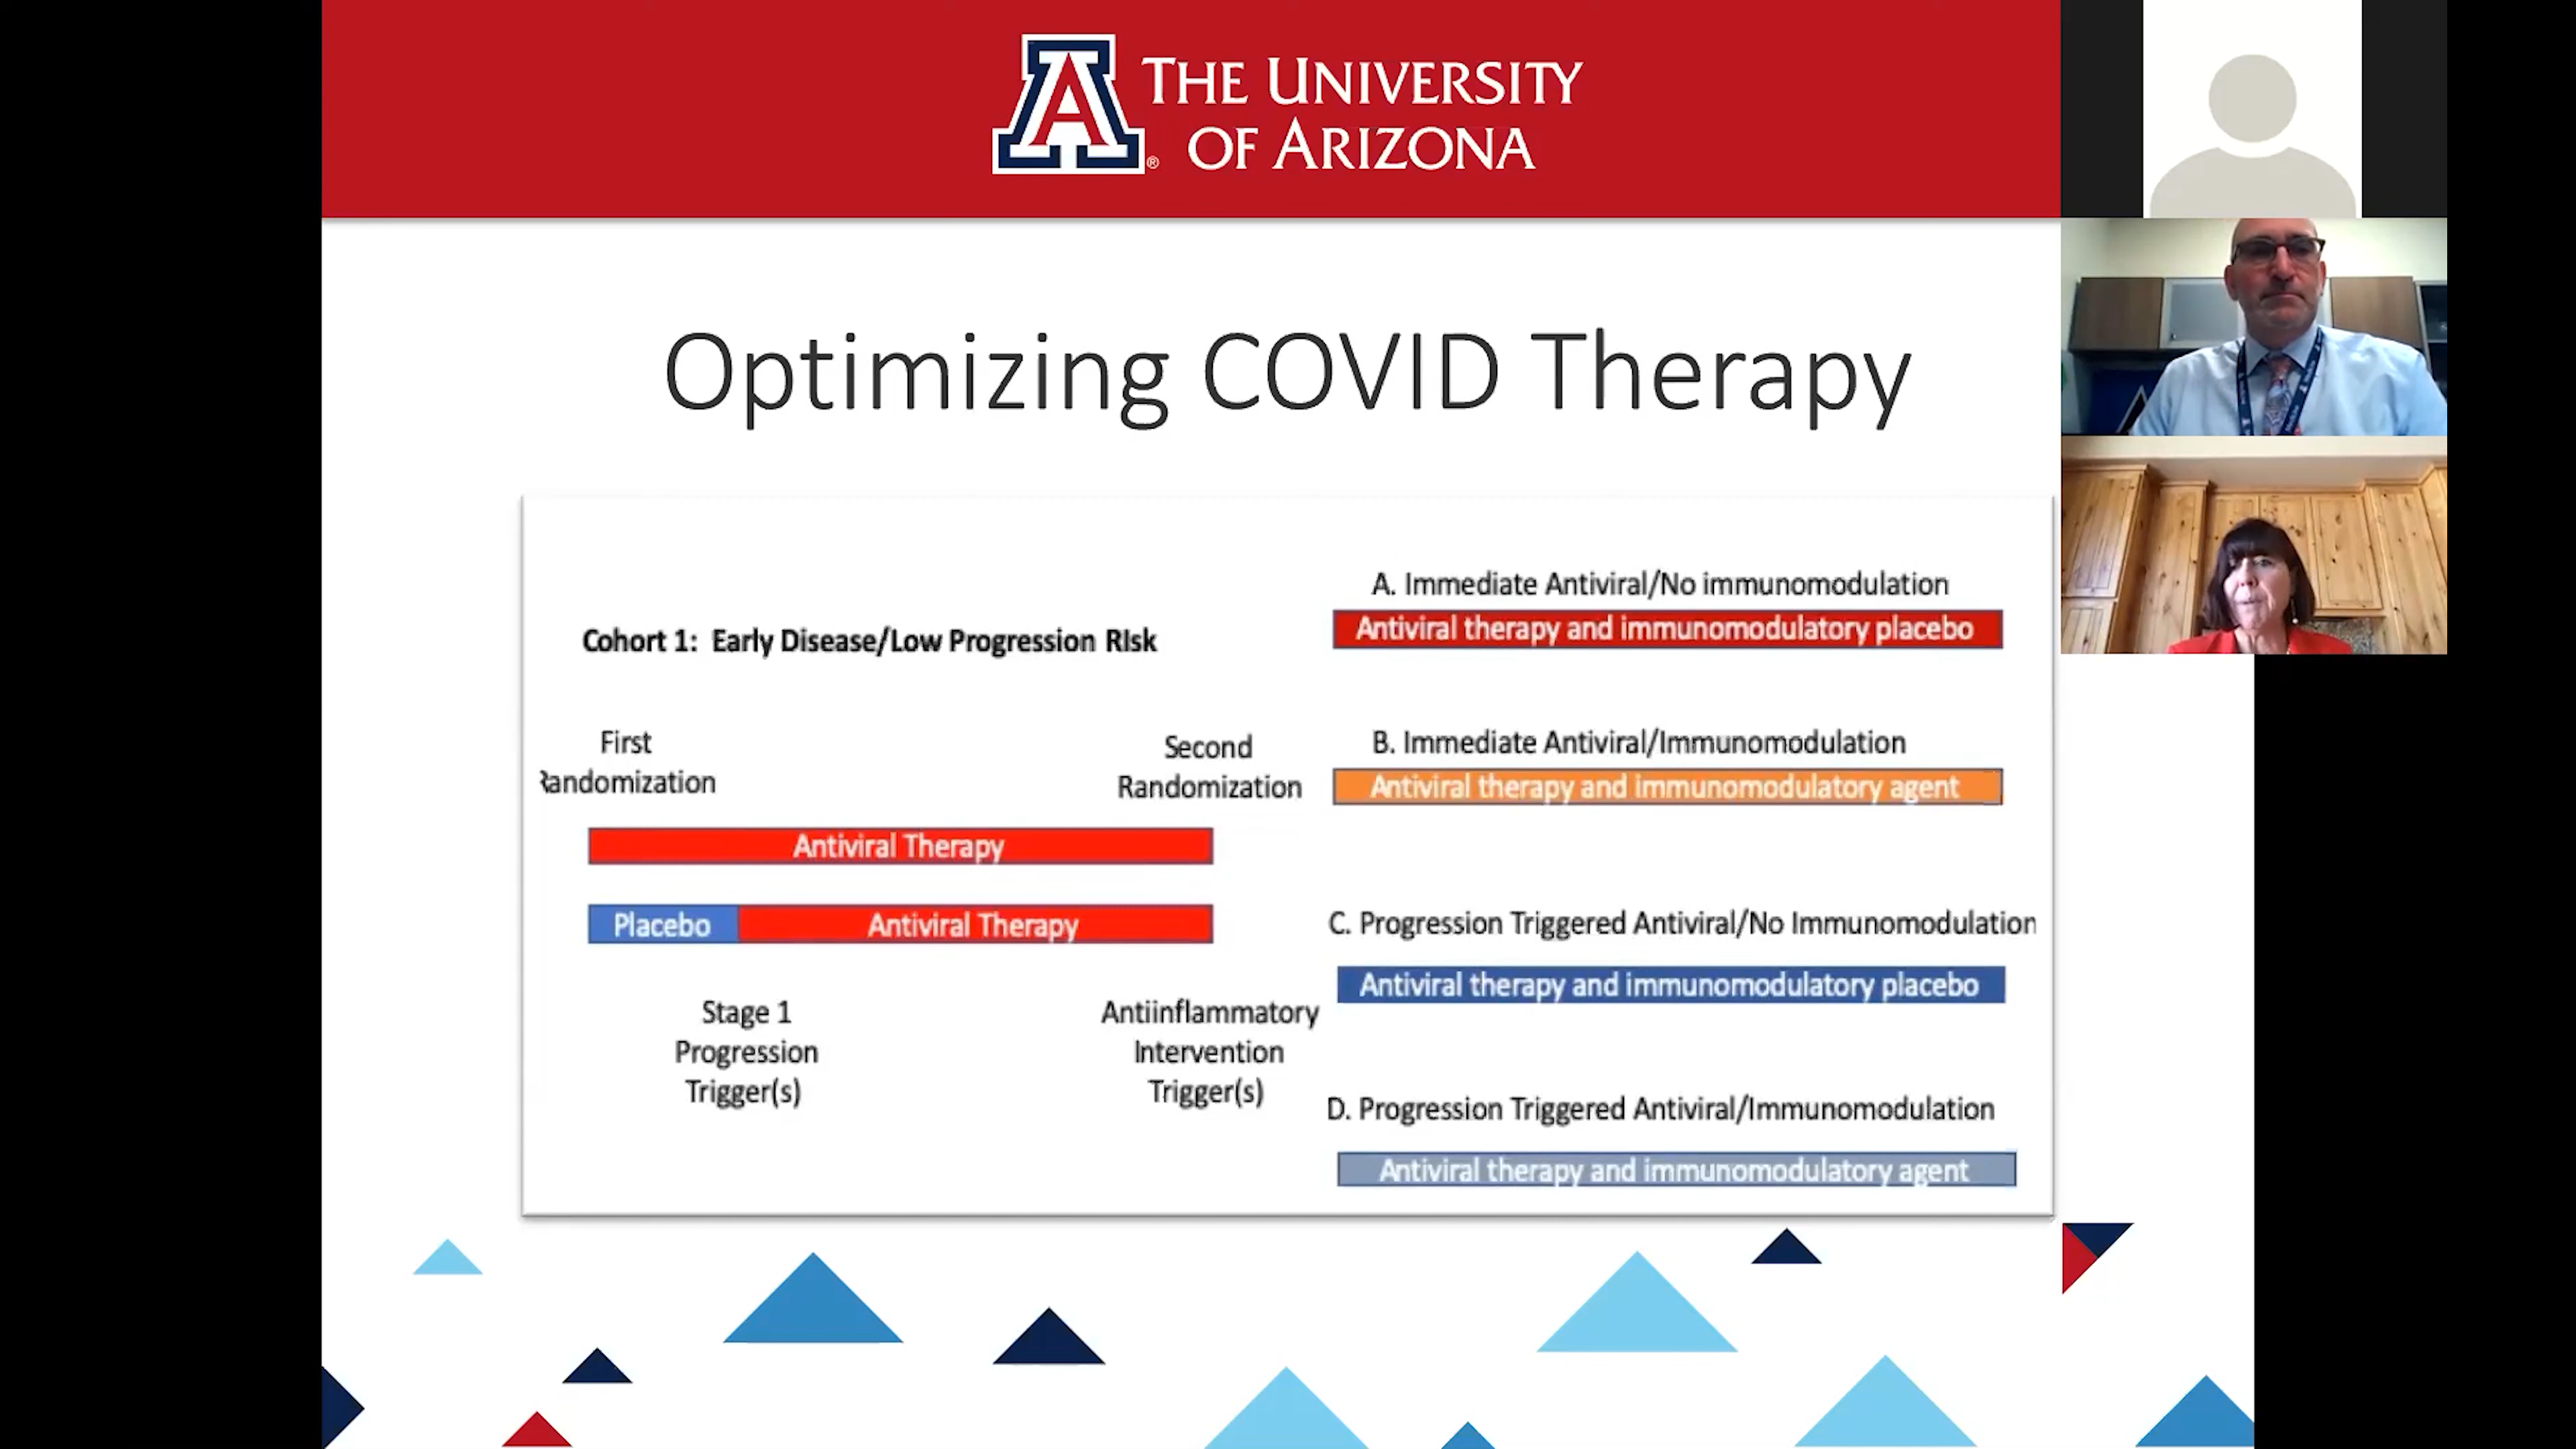 THE UNIVERSITY
OF ARIZONA
®
Optimizing COVID Therapy
Cohort 1: Early Disease/Low Progression RIsk
First
Randomization
Second
Randomization
Antiviral Therapy
Placebo
Antiviral Therapy
Stage 1
Progression
Trigger(s)
Antiinflammatory
Intervention
Trigger(s)
A. Immediate Antiviral/No immunomodulation
Antiviral therapy and immunomodulatory placebo
B. Immediate Antiviral/Immunomodulation
Antiviral therapy and immunomodulatory agent
C. Progression Triggered Antiviral/No Immunomodulation
Antiviral therapy and immunomodulatory placebo
D. Progression Triggered Antiviral/Immunomodulation
Antiviral therapy and immunomodulatory agent